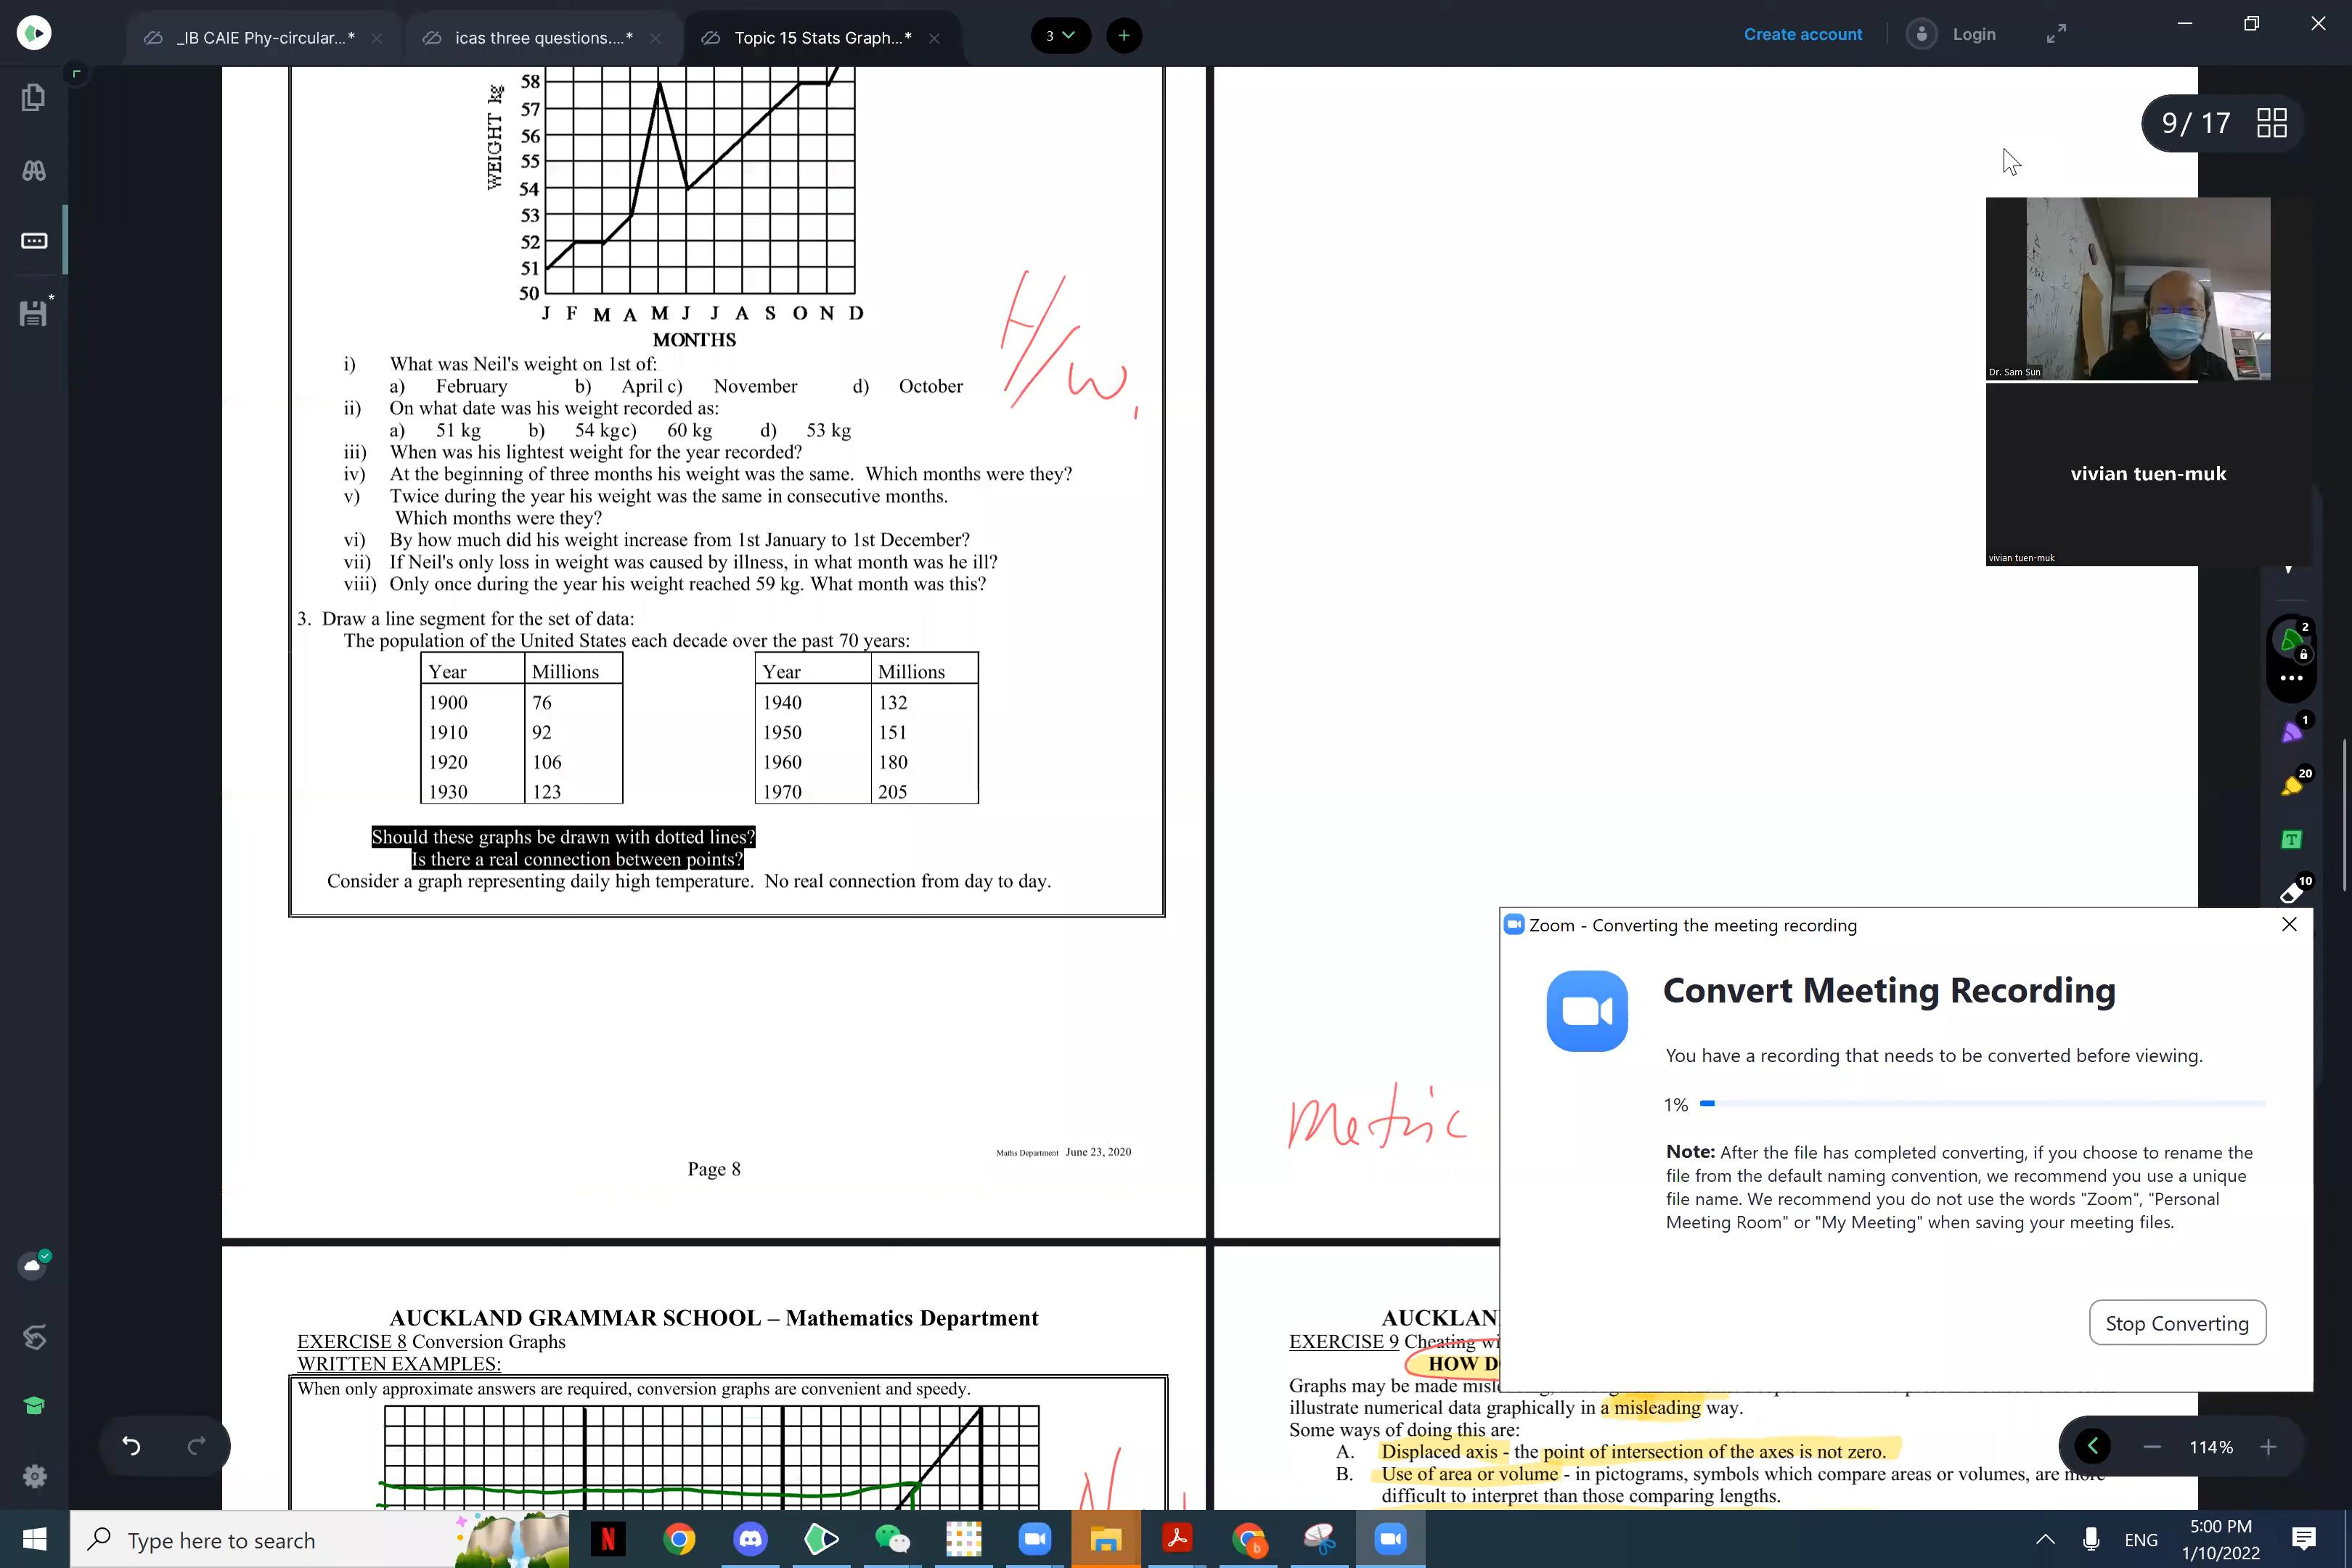 _IB CAIE Phy-circular...*
icas three questions....*
Topic 15 Stats Graph...*
3
Create account
Login
9/ 17
WEIGHT kg
58
57
56
55
54
53
52
51
50
J F M A M J J A S O N D
MONTHS
H/W.
i) What was Neil's weight on 1st of:
a) February b) April c) November d) October
ii) On what date was his weight recorded as:
a) 51 kg b) 54 kgc) 60 kg d) 53 kg
iii) When was his lightest weight for the year recorded?
iv) At the beginning of three months his weight was the same. Which months were they?
v) Twice during the year his weight was the same in consecutive months.
Which months were they?
vi) By how much did his weight increase from 1st January to 1st December?
vii) If Neil's only loss in weight was caused by illness, in what month was he ill?
viii) Only once during the year his weight reached 59 kg. What month was this?
3. Draw a line segment for the set of data:
The population of the United States each decade over the past 70 years:
Year Millions Year Millions
1900 76 1940 132
1910 92 1950 151
1920 106 1960 180
1930 123 1970 205
Should these graphs be drawn with dotted lines?
Is there a real connection between points?
Consider a graph representing daily high temperature. No real connection from day to day.
Maths Department June 23, 2020
Page 8
Metric
Dr. Sam Sun
vivian tuen-muk
vivian tuen-muk
2
1
20
T
10
Zoom - Converting the meeting recording
Convert Meeting Recording
You have a recording that needs to be converted before viewing.
1%
Note: After the file has completed converting, if you choose to rename the
file from the default naming convention, we recommend you use a unique
file name. We recommend you do not use the words "Zoom", "Personal
Meeting Room" or "My Meeting" when saving your meeting files.
Stop Converting
AUCKLAND GRAMMAR SCHOOL – Mathematics Department
EXERCISE 8 Conversion Graphs
WRITTEN EXAMPLES:
When only approximate answers are required, conversion graphs are convenient and speedy.
AUCKLAN
EXERCISE 9 Cheating wi
HOW D
Graphs may be made misle
illustrate numerical data graphically in a misleading way.
Some ways of doing this are:
A. Displaced axis - the point of intersection of the axes is not zero.
B. Use of area or volume - in pictograms, symbols which compare areas or volumes, are more
difficult to interpret than those comparing lengths.
114%
Type here to search
ENG
5:00 PM
1/10/2022